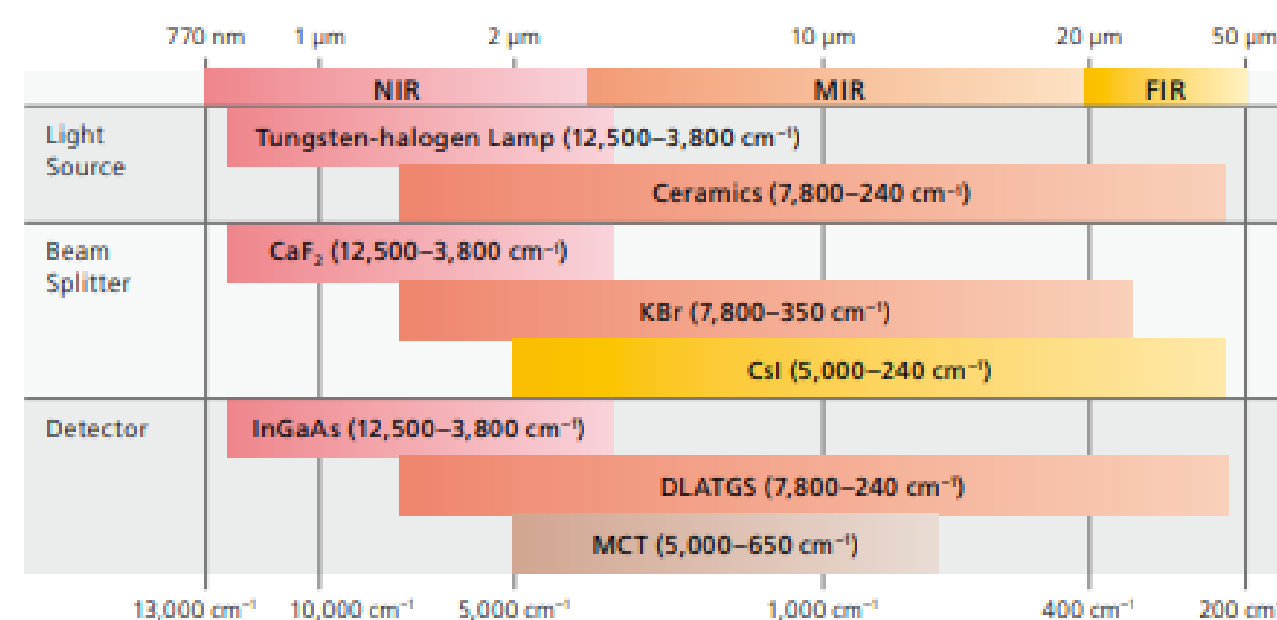 770 nm 1 µm 2 µm 10 µm 20 µm 50 µm
NIR MIR FIR
Light
Source
Tungsten-halogen Lamp (12,500–3,800 cm⁻¹)
Ceramics (7,800–240 cm⁻¹)
Beam
Splitter
CaF₂ (12,500–3,800 cm⁻¹)
KBr (7,800–350 cm⁻¹)
CsI (5,000–240 cm⁻¹)
Detector
InGaAs (12,500–3,800 cm⁻¹)
DLATGS (7,800–240 cm⁻¹)
MCT (5,000–650 cm⁻¹)
13,000 cm⁻¹ 10,000 cm⁻¹ 5,000 cm⁻¹ 1,000 cm⁻¹ 400 cm⁻¹ 200 cm